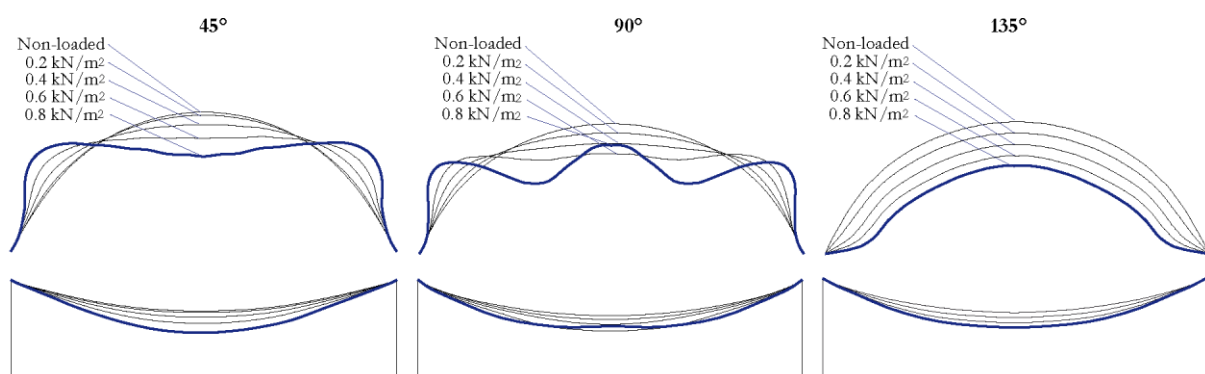 45°
Non-loaded
0.2 kN/m²
0.4 kN/m²
0.6 kN/m²
0.8 kN/m²
90°
Non-loaded
0.2 kN/m₂
0.4 kN/m₂
0.6 kN/m₂
0.8 kN/m₂
135°
Non-loaded
0.2 kN/m²
0.4 kN/m²
0.6 kN/m²
0.8 kN/m²